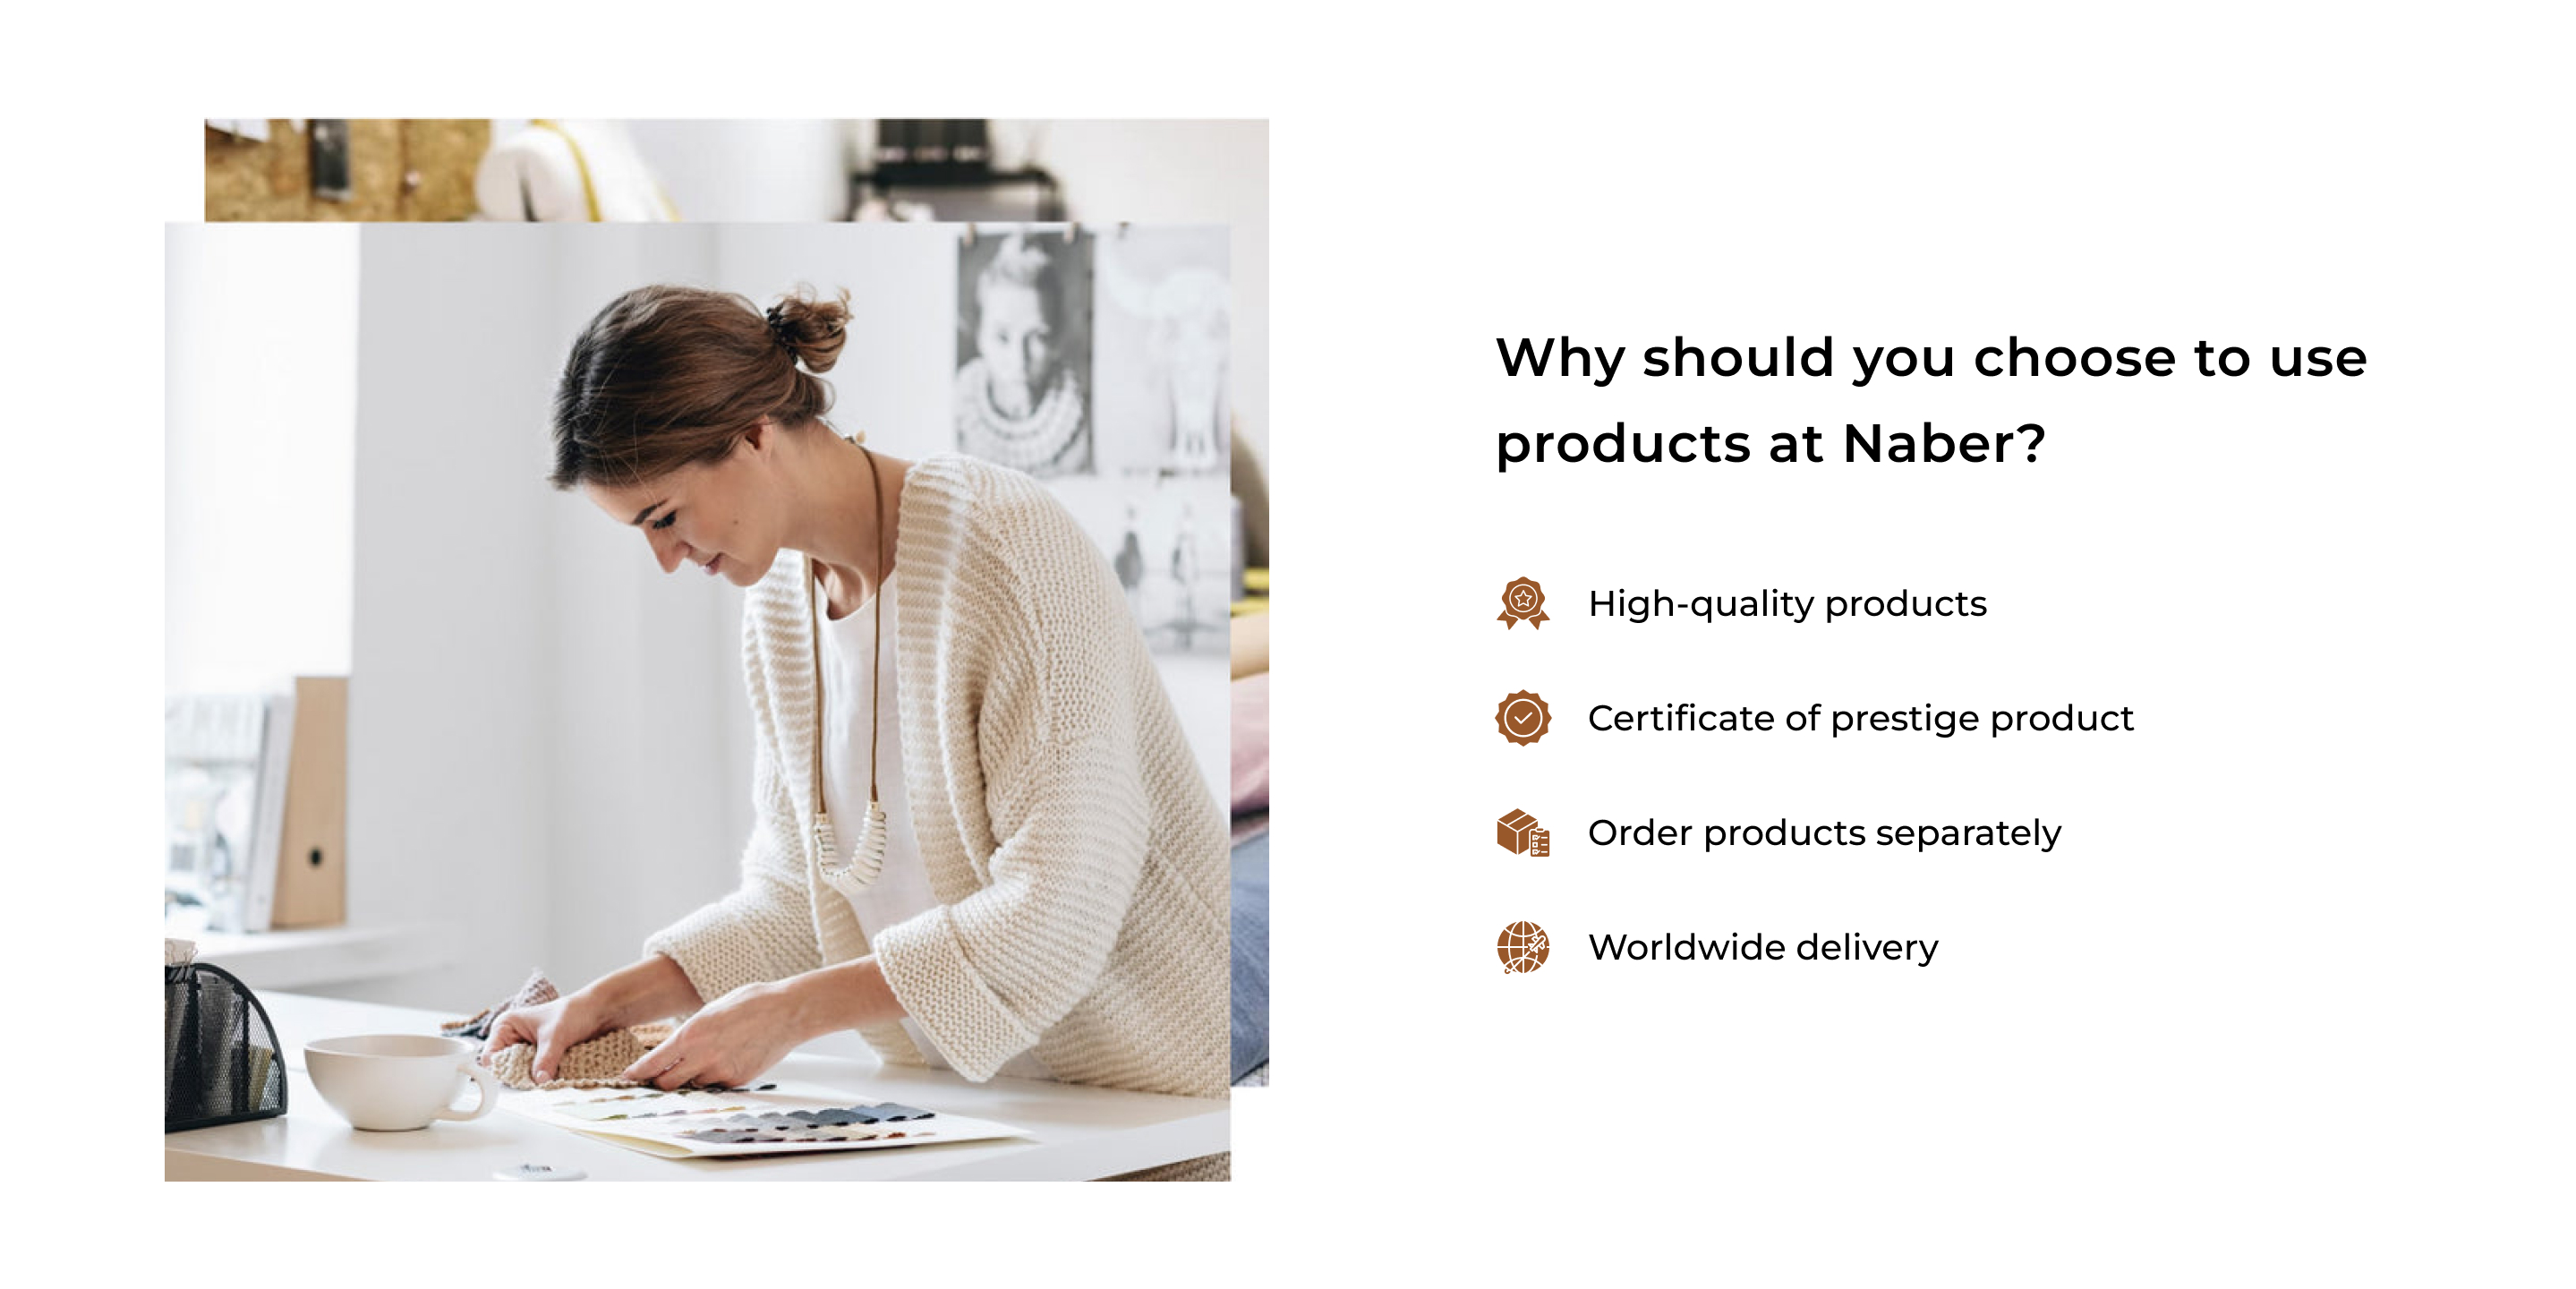 Why should you choose to use
products at Naber?
High-quality products
Certificate of prestige product
Order products separately
Worldwide delivery